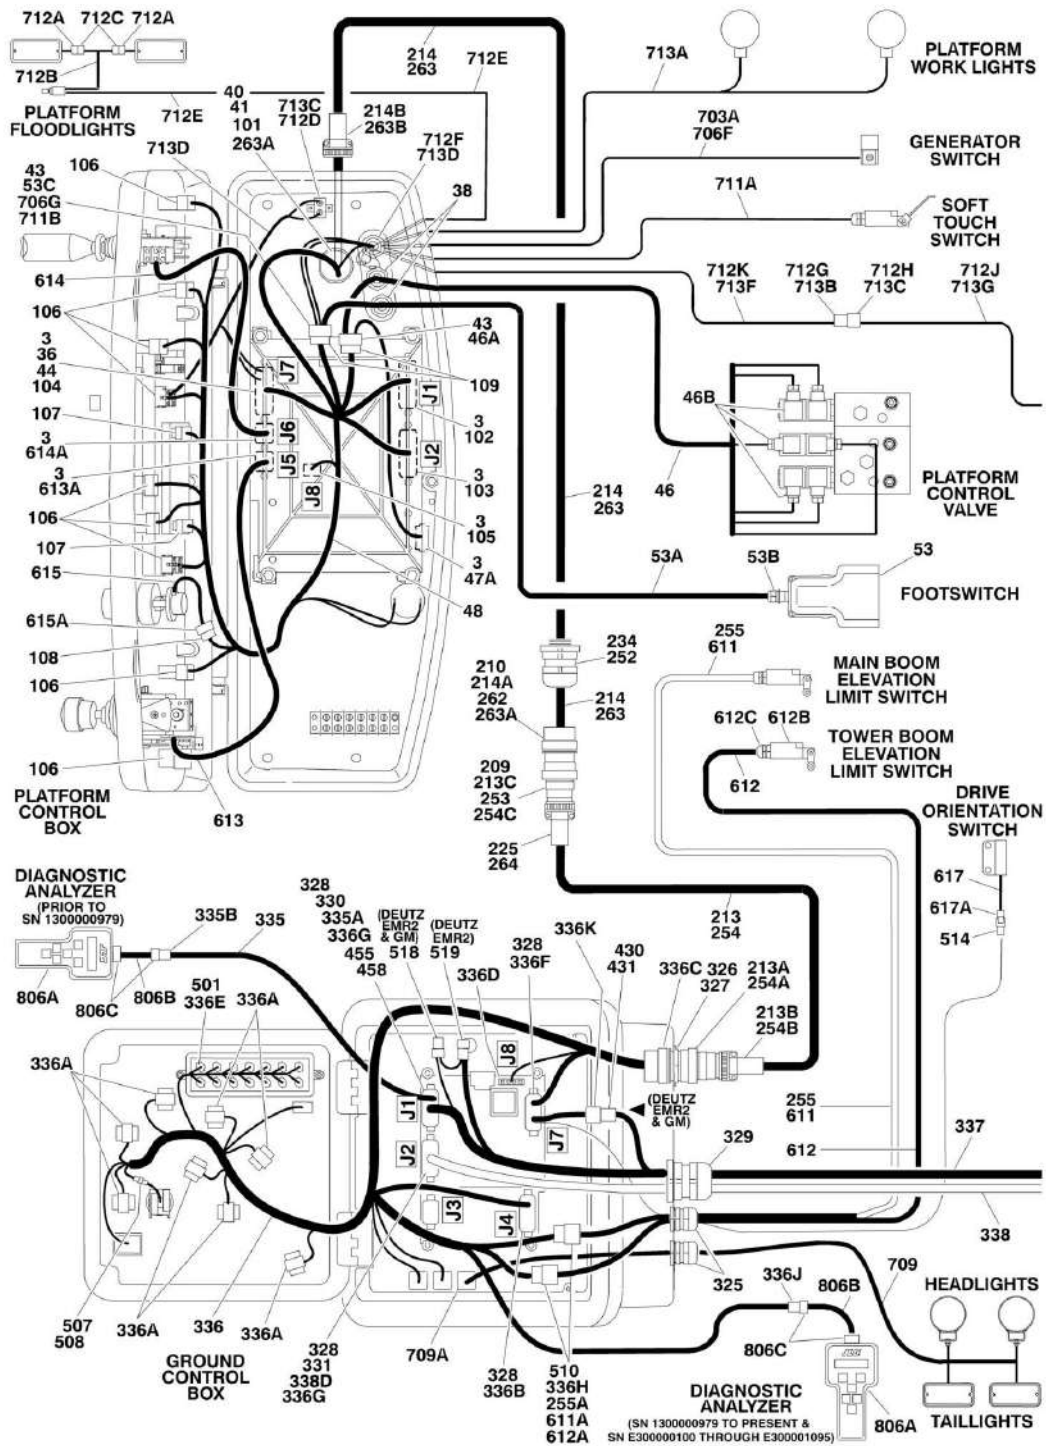 712A 712C 712A
712B
PLATFORM
FLOODLIGHTS
712E
40
41
101
263A
713C
712D
214
263
712E
214B
263B
712F
713D
713A
PLATFORM
WORK LIGHTS
703A
706F
GENERATOR
SWITCH
711A
SOFT
TOUCH
SWITCH
713D
106
43
53C
706G
711B
38
614
106
3
36
44
104
107
3
614A
3
613A
106
107
615
615A
108
106
106
PLATFORM
CONTROL
BOX
613
J7
J6
J5
J8
J1
J2
43
46A
109
3
102
3
103
3
105
3
47A
48
712K
713F
712G
713B
712H
713C
712J
713G
46B
46
PLATFORM
CONTROL
VALVE
214
263
53A
53B
53
FOOTSWITCH
234
252
255
611
MAIN BOOM
ELEVATION
LIMIT SWITCH
210
214A
262
263A
214
263
612C 612B
TOWER BOOM
ELEVATION
LIMIT SWITCH
612
209
213C
253
254C
DRIVE
ORIENTATION
SWITCH
225
264
617
617A
514
213
254
DIAGNOSTIC
ANALYZER
(PRIOR TO
SN 1300000979)
335B
335
806A
806C
806B
328
330
335A
336G
455
458
(DEUTZ
EMR2
& GM)
518
(DEUTZ
EMR2)
519
336D
328
336F
336K
430
431
336C
326
327
213A
254A
213B
254B
501
336E
336A
336A
J1
J2
J3
J4
J7
J8
(DEUTZ
EMR2
& GM)
255
611
612
329
337
338
325
507
508
336A
336
336A
GROUND
CONTROL
BOX
328
331
338D
336G
709A
328
336B
510
336H
255A
611A
612A
336J
806B
709
806C
HEADLIGHTS
DIAGNOSTIC
ANALYZER
(SN 1300000979 TO PRESENT &
SN E300000100 THROUGH E300001095)
806A
TAILLIGHTS